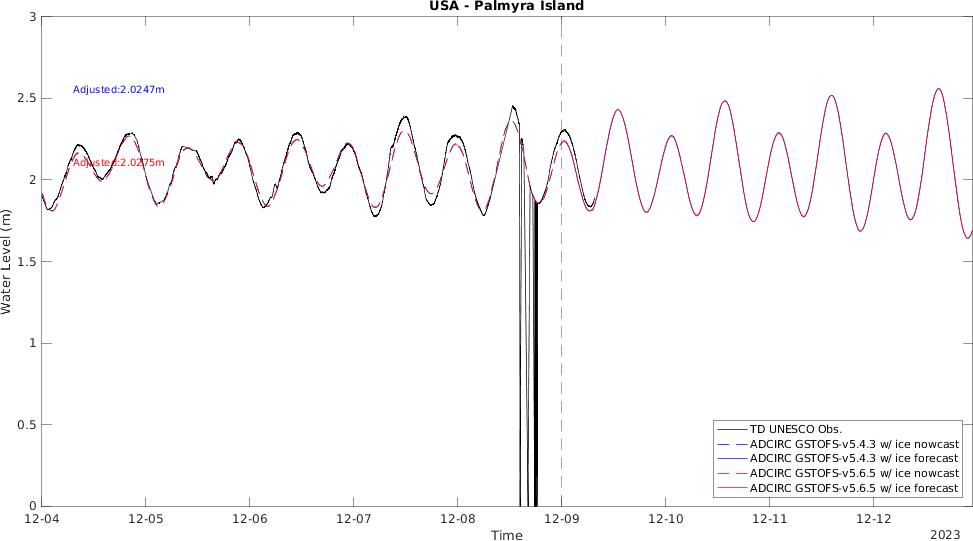 USA - Palmyra Island
3
2.5
2
1.5
1
0.5
0
Water Level (m)
Adjusted:2.0247m
Adjusted:2.0275m
TD UNESCO Obs.
ADCIRC GSTOFS-v5.4.3 w/ ice nowcast
ADCIRC GSTOFS-v5.4.3 w/ ice forecast
ADCIRC GSTOFS-v5.6.5 w/ ice nowcast
ADCIRC GSTOFS-v5.6.5 w/ ice forecast
12-04 12-05 12-06 12-07 12-08 12-09 12-10 12-11 12-12
Time
2023